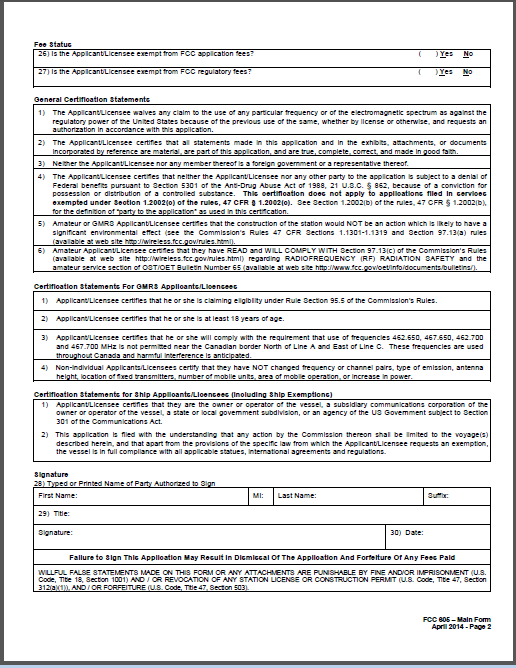 Fee Status
26) Is the Applicant/Licensee exempt from FCC application fees? ( ) Yes No
27) Is the Applicant/Licensee exempt from FCC regulatory fees? ( ) Yes No
General Certification Statements
1) The Applicant/Licensee waives any claim to the use of any particular frequency or of the electromagnetic spectrum as against the
regulatory power of the United States because of the previous use of the same, whether by license or otherwise, and requests an
authorization in accordance with this application.
2) The Applicant/Licensee certifies that all statements made in this application and in the exhibits, attachments, or documents
incorporated by reference are material, are part of this application, and are true, complete, correct, and made in good faith.
3) Neither the Applicant/Licensee nor any member thereof is a foreign government or a representative thereof.
4) The Applicant/Licensee certifies that neither the Applicant/Licensee nor any other party to the application is subject to a denial of
Federal benefits pursuant to Section 5301 of the Anti-Drug Abuse Act of 1988, 21 U.S.C. § 862, because of a conviction for
possession or distribution of a controlled substance. This certification does not apply to applications filed in services
exempted under Section 1.2002(c) of the rules, 47 CFR § 1.2002(c). See Section 1.2002(b) of the rules, 47 CFR § 1.2002(b),
for the definition of "party to the application" as used in this certification.
5) Amateur or GMRS Applicant/Licensee certifies that the construction of the station would NOT be an action which is likely to have a
significant environmental effect (see the Commission's Rules 47 CFR Sections 1.1301-1.1319 and Section 97.13(a) rules
(available at web site http://wireless.fcc.gov/rules.html).
6) Amateur Applicant/Licensee certifies that they have READ and WILL COMPLY WITH Section 97.13(c) of the Commission's Rules
(available at web site http://wireless.fcc.gov/rules.html) regarding RADIOFREQUENCY (RF) RADIATION SAFETY and the
amateur service section of OST/OET Bulletin Number 65 (available at web site http://www.fcc.gov/oet/info/documents/bulletins/).
Certification Statements For GMRS Applicants/Licensees
1) Applicant/Licensee certifies that he or she is claiming eligibility under Rule Section 95.5 of the Commission's Rules.
2) Applicant/Licensee certifies that he or she is at least 18 years of age.
3) Applicant/Licensee certifies that he or she will comply with the requirement that use of frequencies 462.650, 467.650, 462.700
and 467.700 MHz is not permitted near the Canadian border North of Line A and East of Line C. These frequencies are used
throughout Canada and harmful interference is anticipated.
4) Non-Individual Applicants/Licensees certify that they have NOT changed frequency or channel pairs, type of emission, antenna
height, location of fixed transmitters, number of mobile units, area of mobile operation, or increase in power.
Certification Statements for Ship Applicants/Licensees (Including Ship Exemptions)
1) Applicant/Licensee certifies that they are the owner or operator of the vessel, a subsidiary communications corporation of the
owner or operator of the vessel, a state or local government subdivision, or an agency of the US Government subject to Section
301 of the Communications Act.
2) This application is filed with the understanding that any action by the Commission thereon shall be limited to the voyage(s)
described herein, and that apart from the provisions of the specific law from which the Applicant/Licensee requests an exemption,
the vessel is in full compliance with all applicable statues, international agreements and regulations.
Signature
28) Typed or Printed Name of Party Authorized to Sign
First Name: MI: Last Name: Suffix:
29) Title:
Signature: 30) Date:
Failure to Sign This Application May Result In Dismissal Of The Application And Forfeiture Of Any Fees Paid
WILLFUL FALSE STATEMENTS MADE ON THIS FORM OR ANY ATTACHMENTS ARE PUNISHABLE BY FINE AND/OR IMPRISONMENT (U.S.
Code, Title 18, Section 1001) AND / OR REVOCATION OF ANY STATION LICENSE OR CONSTRUCTION PERMIT (U.S. Code, Title 47, Section
312(a)(1)), AND / OR FORFEITURE (U.S. Code, Title 47, Section 503).
FCC 605 – Main Form
April 2014 - Page 2